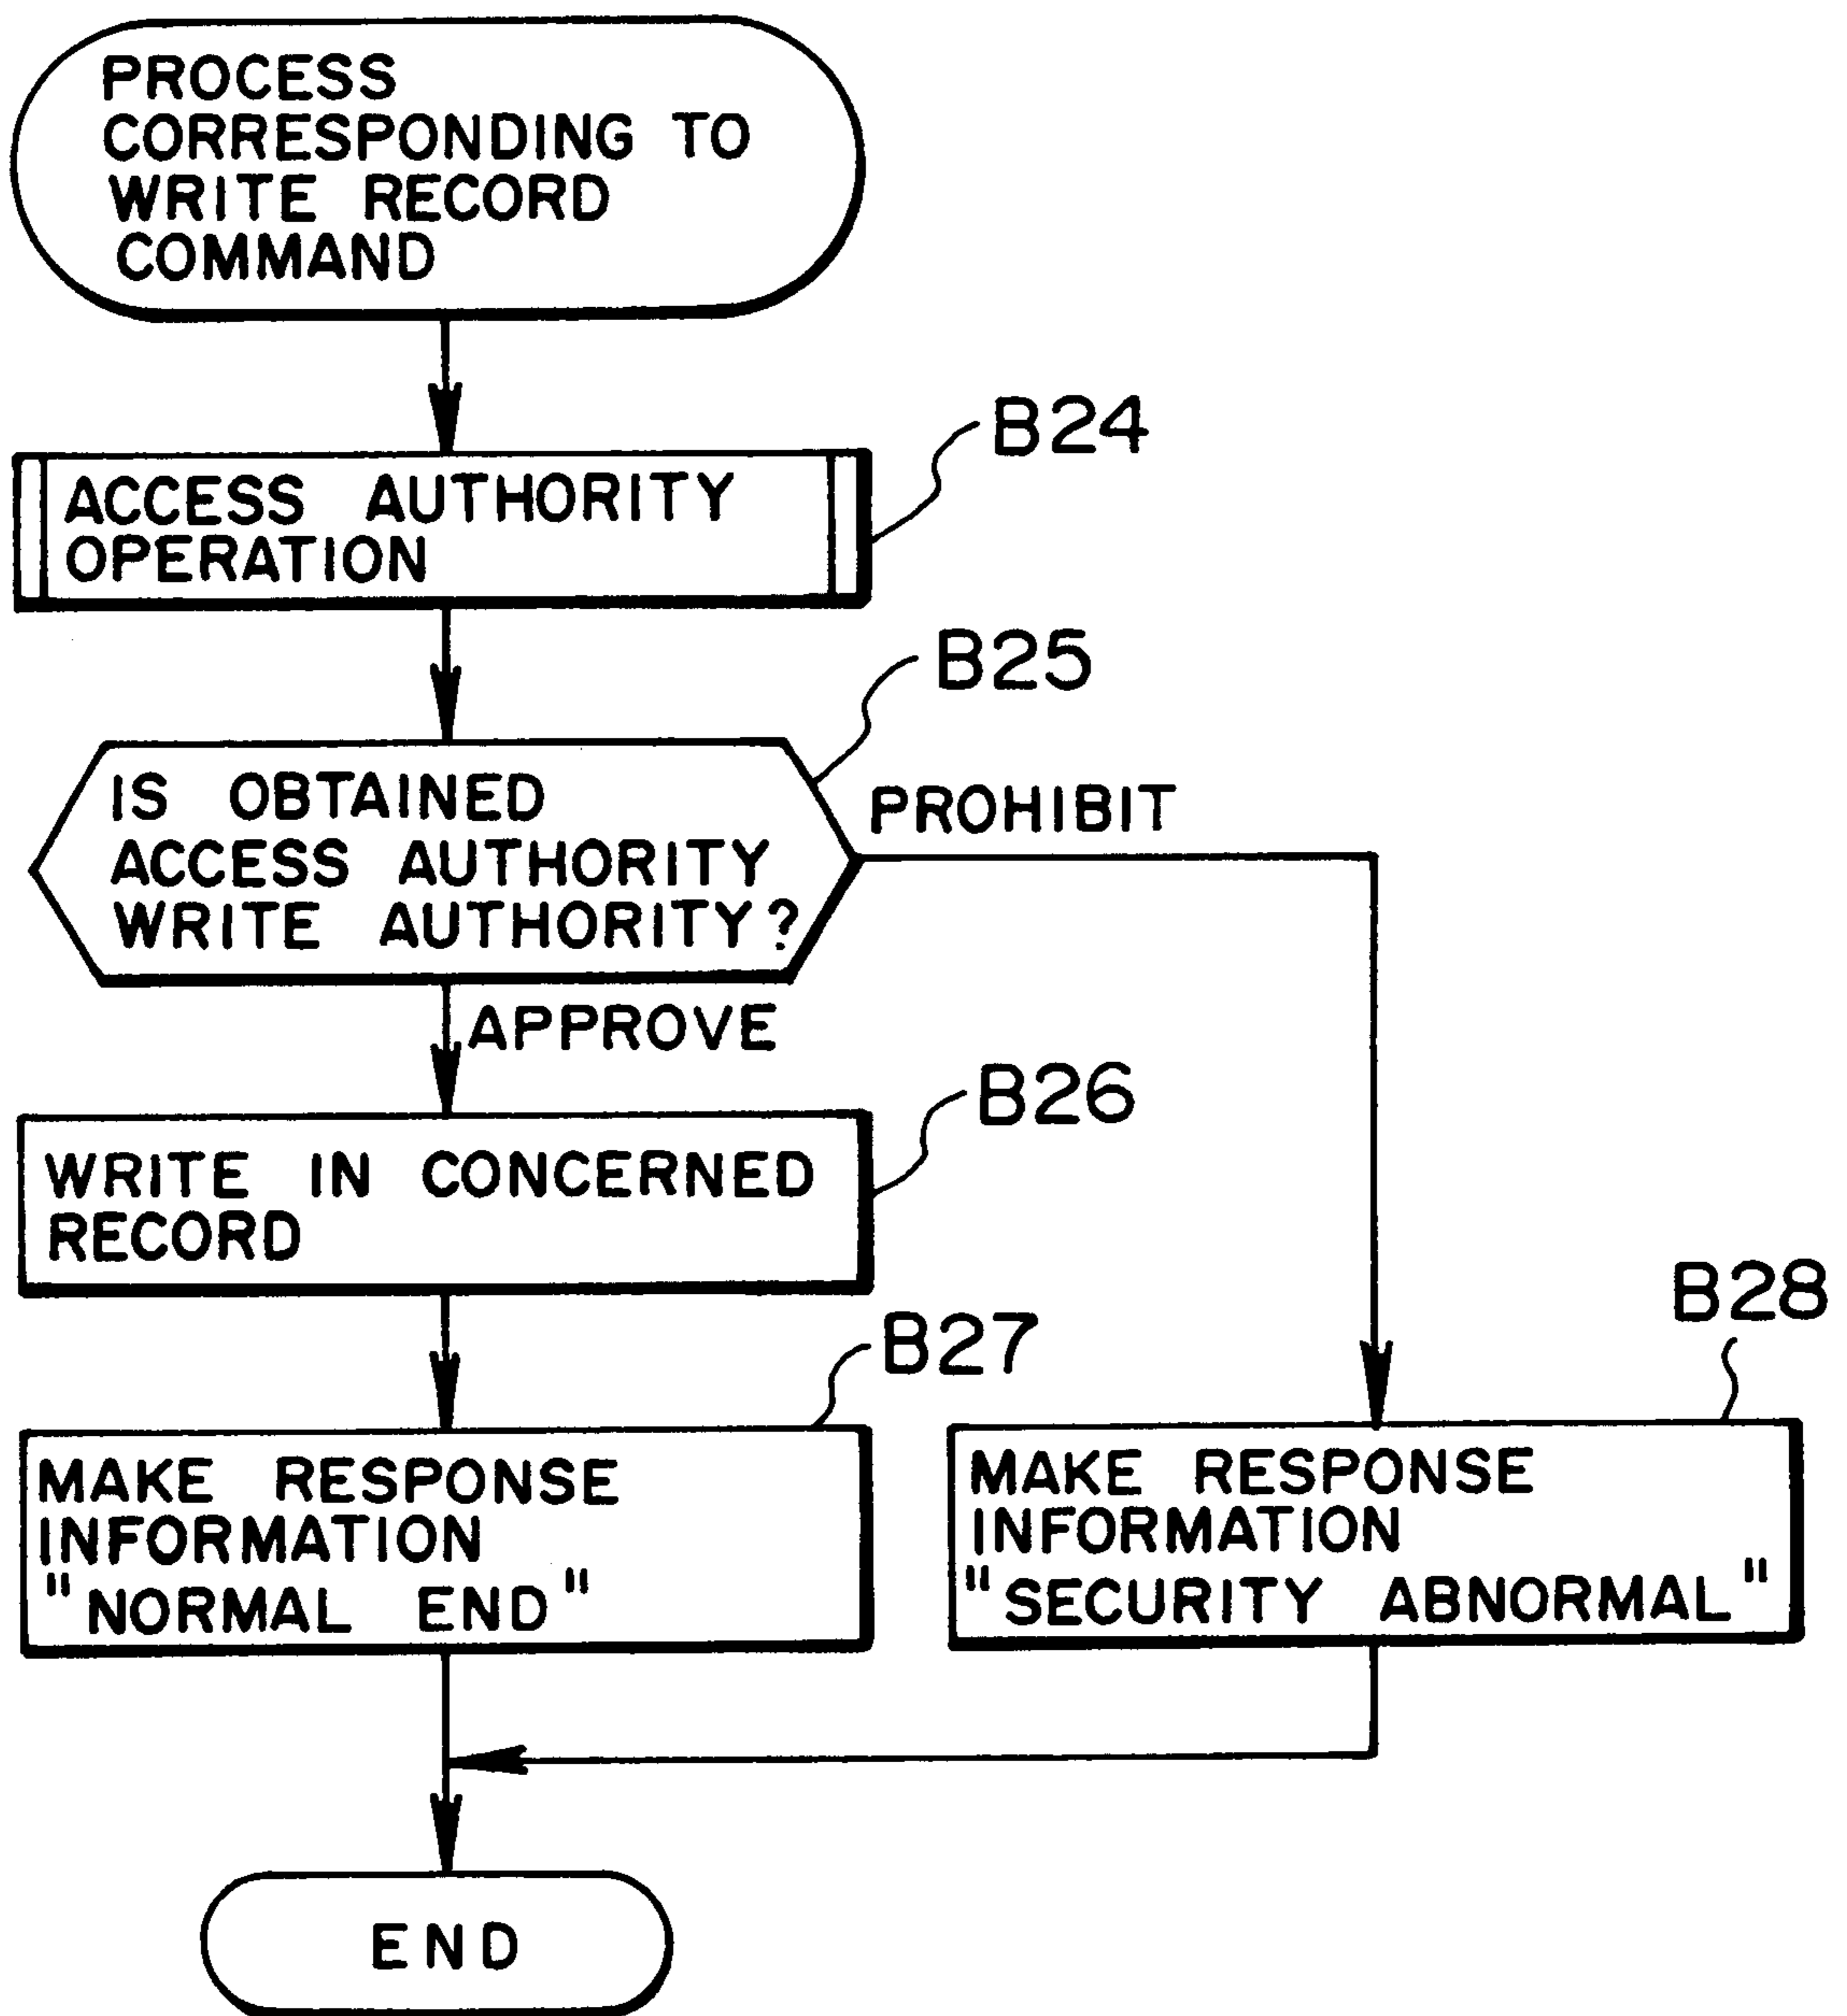 PROCESS
CORRESPONDING TO
WRITE RECORD
COMMAND
B24
ACCESS AUTHORITY
OPERATION
B25
IS OBTAINED
ACCESS AUTHORITY
WRITE AUTHORITY?
PROHIBIT
APPROVE
B26
WRITE IN CONCERNED
RECORD
B27
MAKE RESPONSE
INFORMATION
"NORMAL END"
B28
MAKE RESPONSE
INFORMATION
"SECURITY ABNORMAL"
END